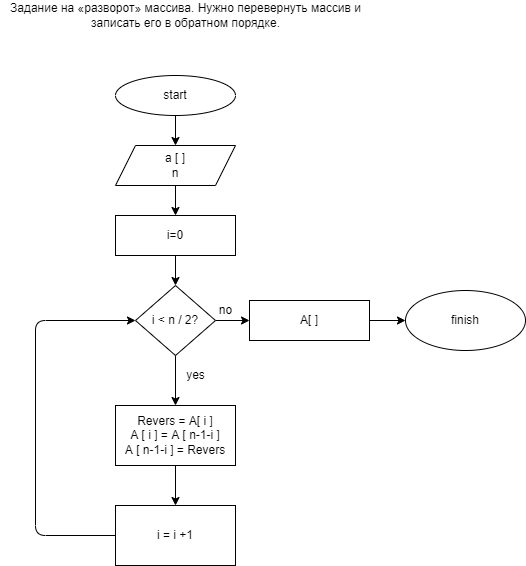 Задание на «разворот» массива. Нужно перевернуть массив и
записать его в обратном порядке.
start
a [ ]
n
i=0
i < n / 2?
no
A[ ]
finish
yes
Revers = A[ i ]
A [ i ] = A [ n-1-i ]
A [ n-1-i ] = Revers
i = i +1